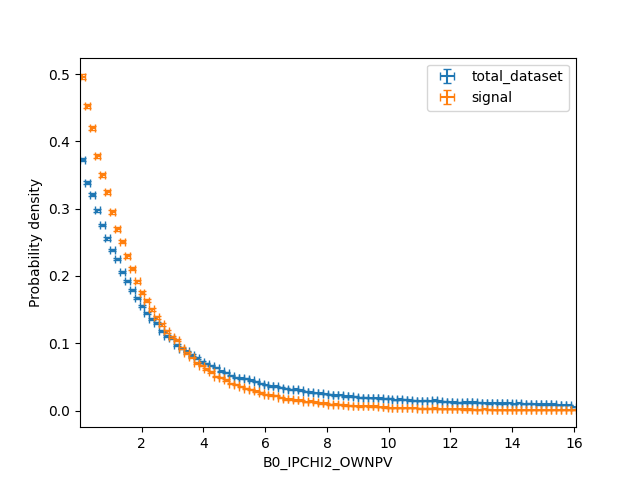 total_dataset
signal
Probability density
0.5
0.4
0.3
0.2
0.1
0.0
2 4 6 8 10 12 14 16
B0_IPCHI2_OWNPV